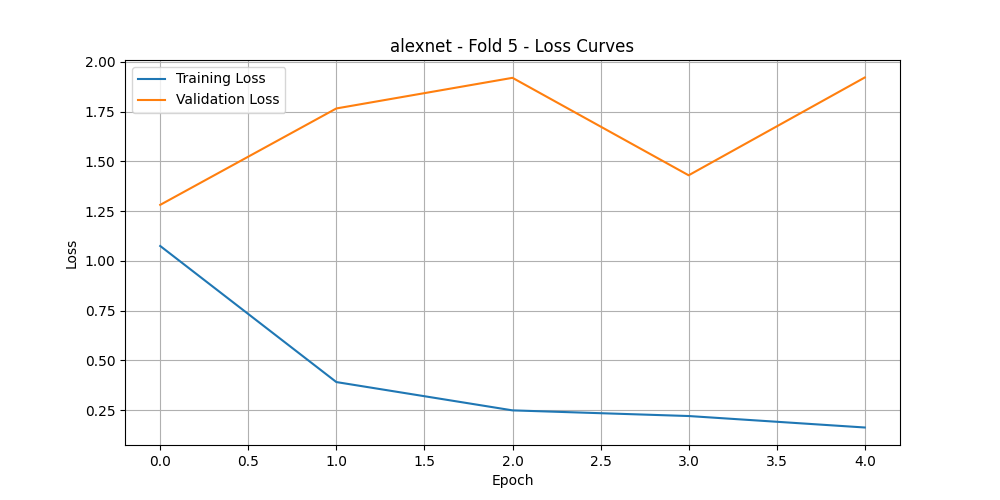 alexnet - Fold 5 - Loss Curves
Training Loss
Validation Loss
2.00
1.75
1.50
1.25
1.00
0.75
0.50
0.25
Loss
0.0 0.5 1.0 1.5 2.0 2.5 3.0 3.5 4.0
Epoch